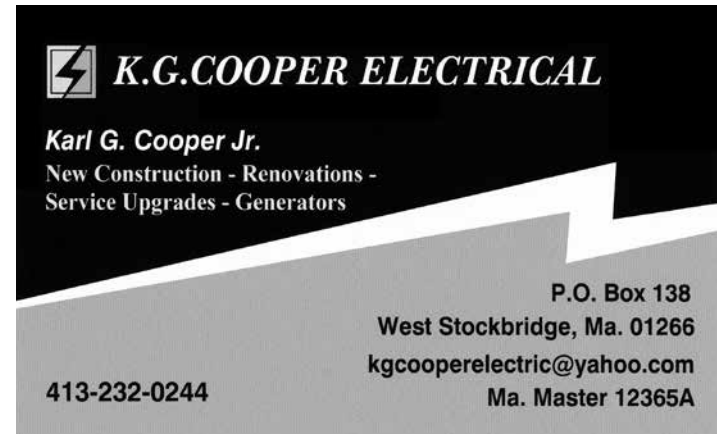 K.G.COOPER ELECTRICAL
Karl G. Cooper Jr.
New Construction - Renovations -
Service Upgrades - Generators
P.O. Box 138
West Stockbridge, Ma. 01266
kgcooperelectric@yahoo.com
413-232-0244
Ma. Master 12365A